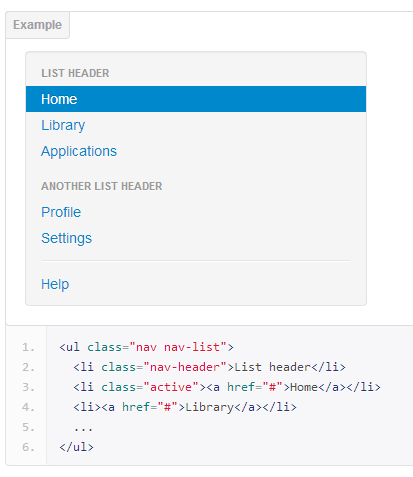 Example
LIST HEADER
Home
Library
Applications
ANOTHER LIST HEADER
Profile
Settings
Help
1. <ul class="nav nav-list">
2. <li class="nav-header">List header</li>
3. <li class="active"><a href="#">Home</a></li>
4. <li><a href="#">Library</a></li>
5. ...
6. </ul>